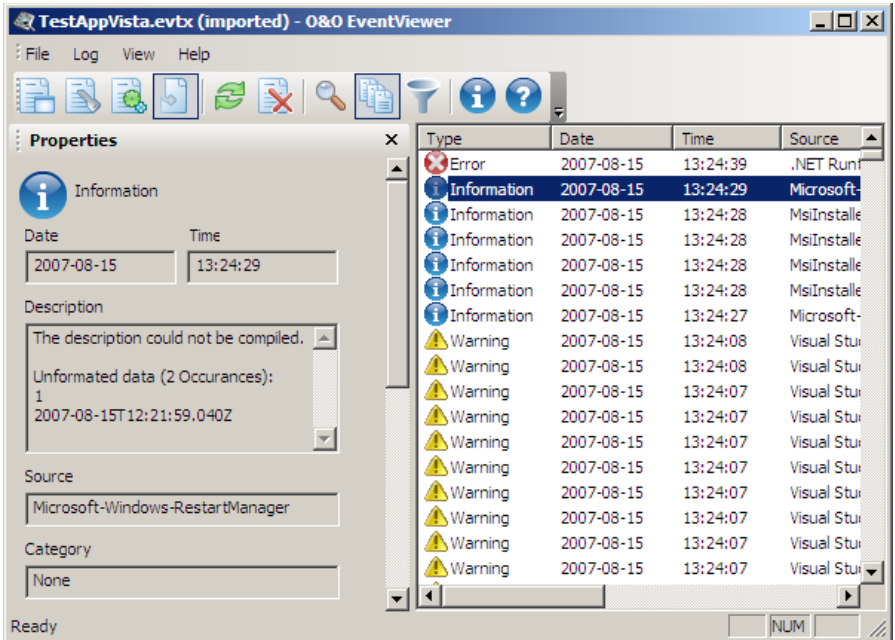 TestAppVista.evtx (imported) - O&O EventViewer
File Log View Help
Properties
Information
Date Time
2007-08-15 13:24:29
Description
The description could not be compiled.
Unformated data (2 Occurances):
1
2007-08-15T12:21:59.040Z
Source
Microsoft-Windows-RestartManager
Category
None
Type Date Time Source
Error 2007-08-15 13:24:39 .NET Runt
Information 2007-08-15 13:24:29 Microsoft-
Information 2007-08-15 13:24:28 MsiInstalle
Information 2007-08-15 13:24:28 MsiInstalle
Information 2007-08-15 13:24:28 MsiInstalle
Information 2007-08-15 13:24:28 MsiInstalle
Information 2007-08-15 13:24:27 Microsoft-
Warning 2007-08-15 13:24:08 Visual Stu
Warning 2007-08-15 13:24:08 Visual Stu
Warning 2007-08-15 13:24:07 Visual Stu
Warning 2007-08-15 13:24:07 Visual Stu
Warning 2007-08-15 13:24:07 Visual Stu
Warning 2007-08-15 13:24:07 Visual Stu
Warning 2007-08-15 13:24:07 Visual Stu
Warning 2007-08-15 13:24:07 Visual Stu
Warning 2007-08-15 13:24:07 Visual Stu
Warning 2007-08-15 13:24:07 Visual Stu
Ready NUM